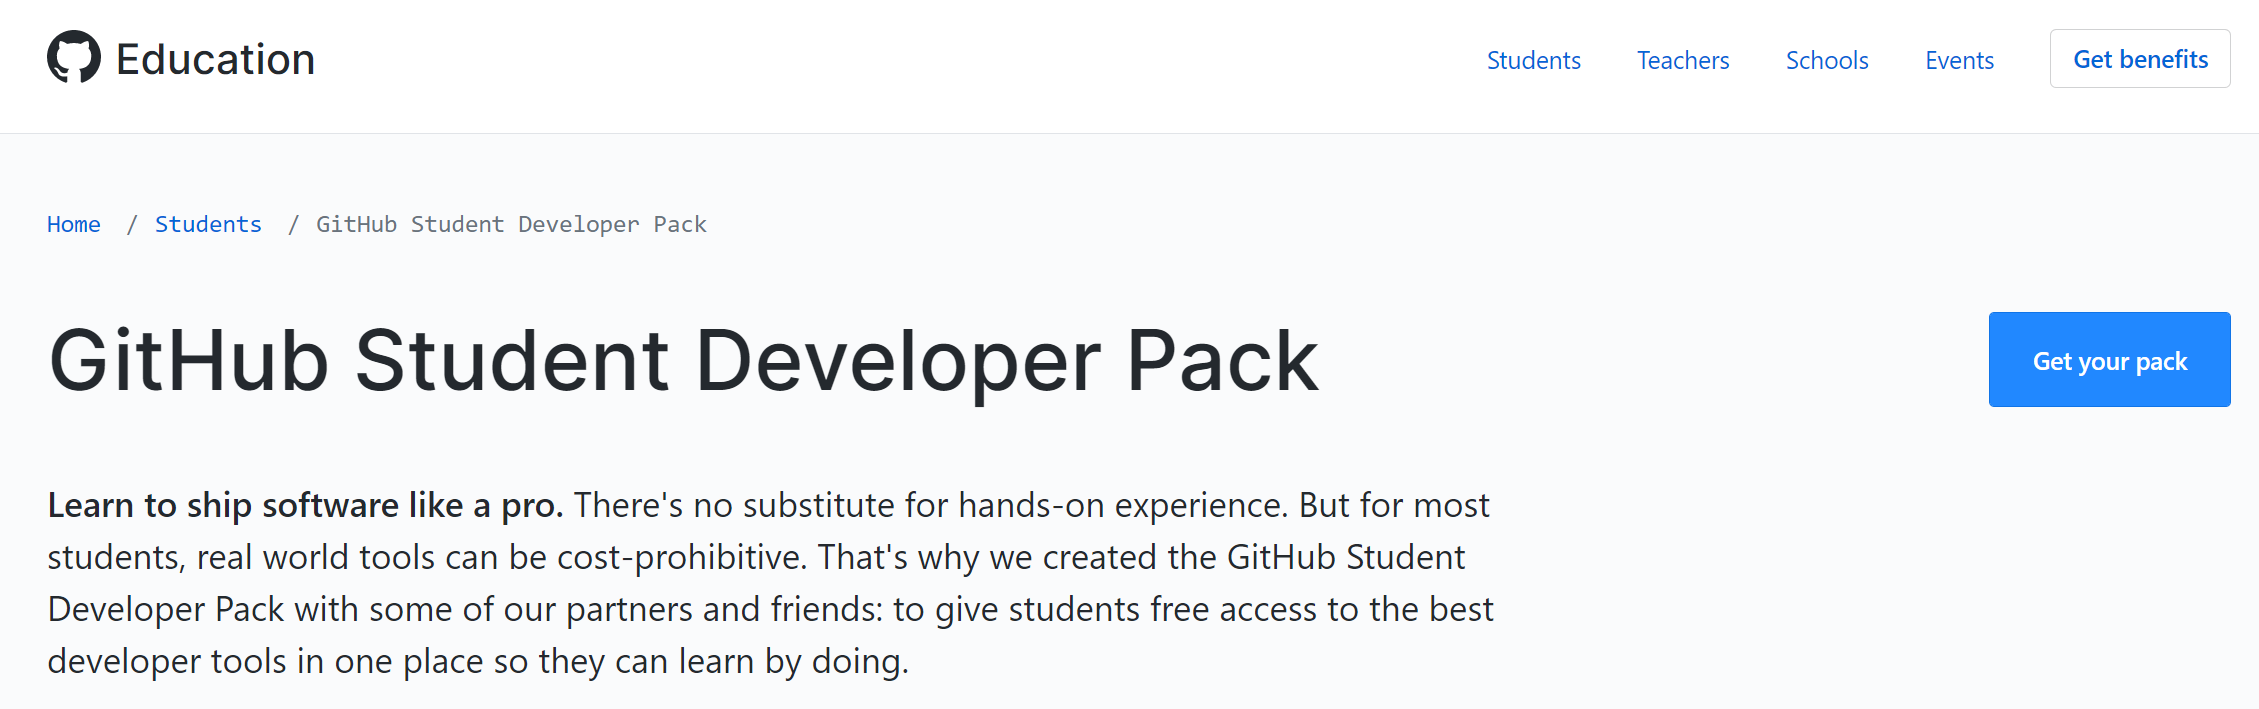 Education
Students Teachers Schools Events Get benefits
Home / Students / GitHub Student Developer Pack
GitHub Student Developer Pack
Get your pack
Learn to ship software like a pro. There's no substitute for hands-on experience. But for most
students, real world tools can be cost-prohibitive. That's why we created the GitHub Student
Developer Pack with some of our partners and friends: to give students free access to the best
developer tools in one place so they can learn by doing.